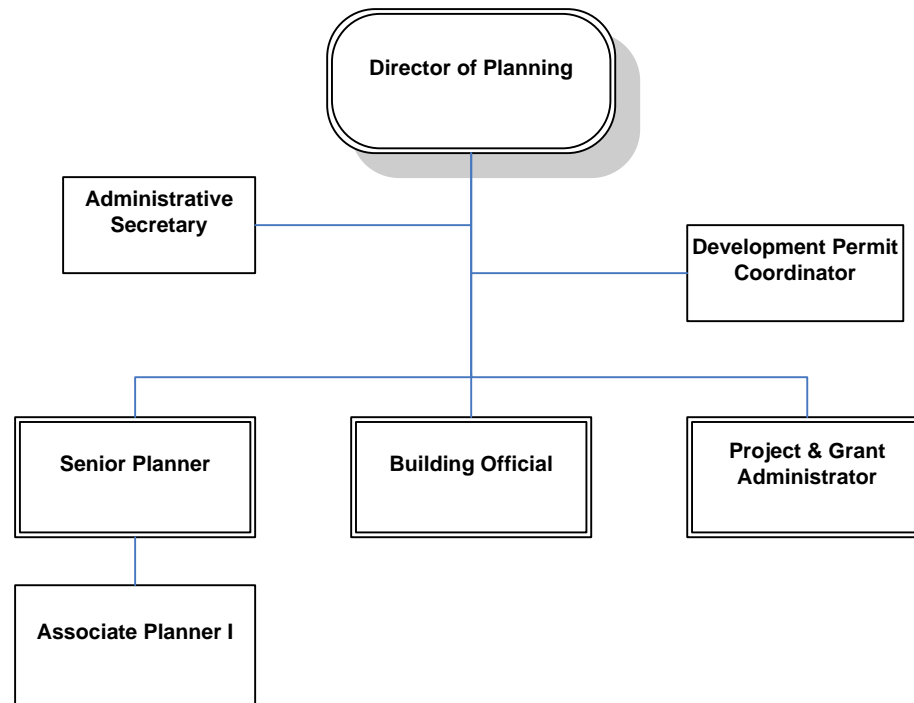 Director of Planning
Administrative
Secretary
Development Permit
Coordinator
Senior Planner
Building Official
Project & Grant
Administrator
Associate Planner I